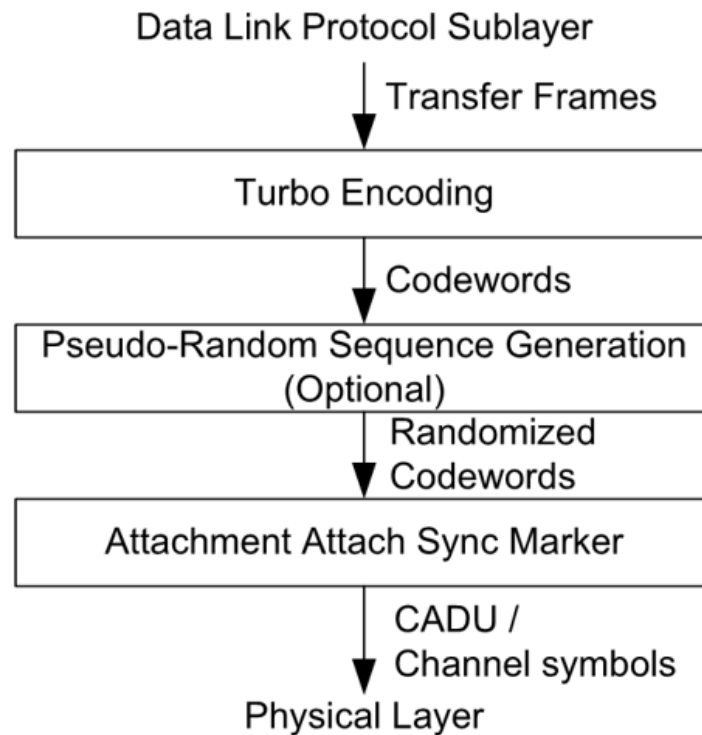 Data Link Protocol Sublayer
Transfer Frames
Turbo Encoding
Codewords
Pseudo-Random Sequence Generation
(Optional)
Randomized
Codewords
Attachment Attach Sync Marker
CADU /
Channel symbols
Physical Layer